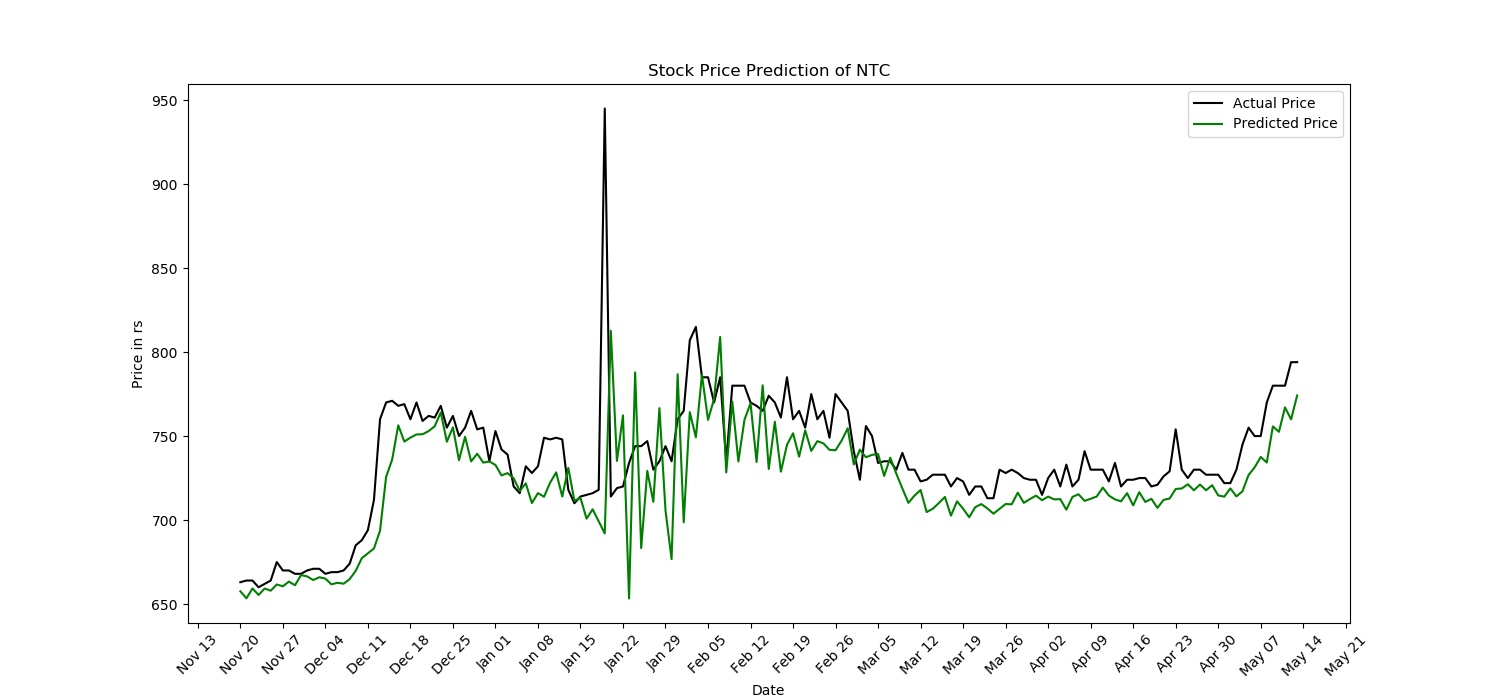 Stock Price Prediction of NTC
Actual Price
Predicted Price
Price in rs
950
900
850
800
750
700
650
Nov 13
Nov 20
Nov 27
Dec 04
Dec 11
Dec 18
Dec 25
Jan 01
Jan 08
Jan 15
Jan 22
Jan 29
Feb 05
Feb 12
Feb 19
Feb 26
Mar 05
Mar 12
Mar 19
Mar 26
Apr 02
Apr 09
Apr 16
Apr 23
Apr 30
May 07
May 14
May 21
Date